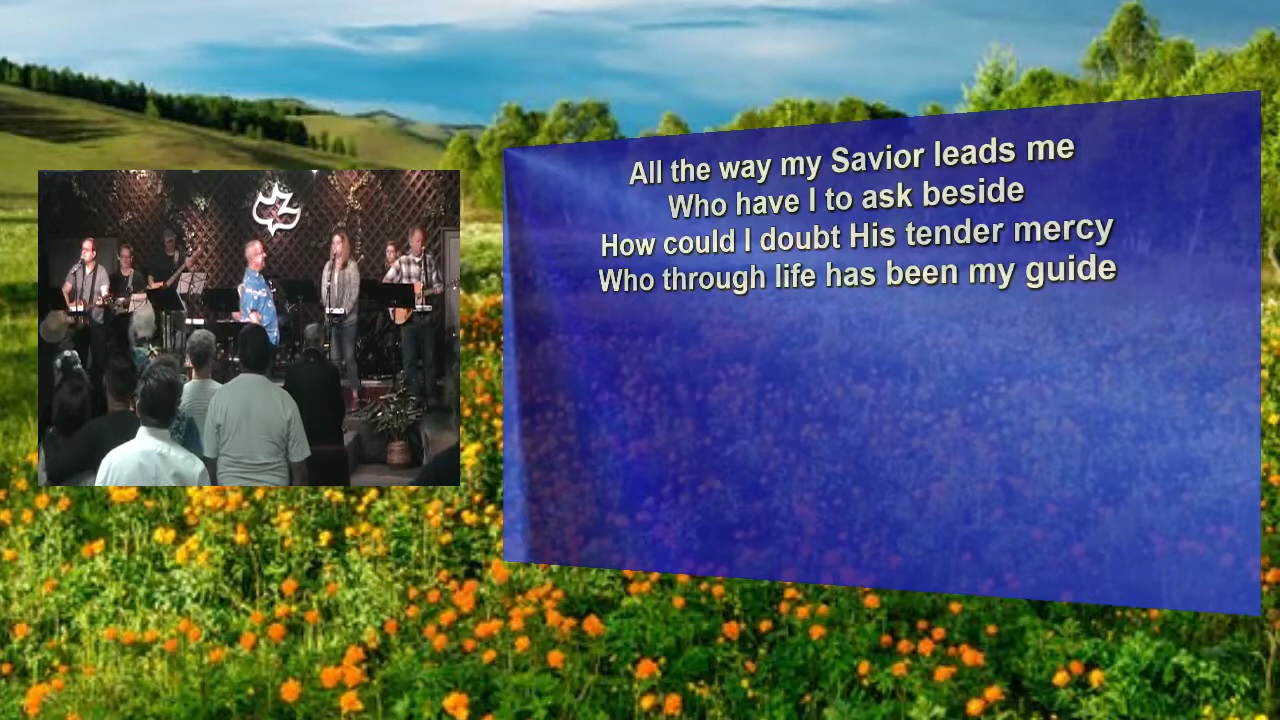 All the way my Savior leads me
Who have I to ask beside
How could I doubt His tender mercy
Who through life has been my guide